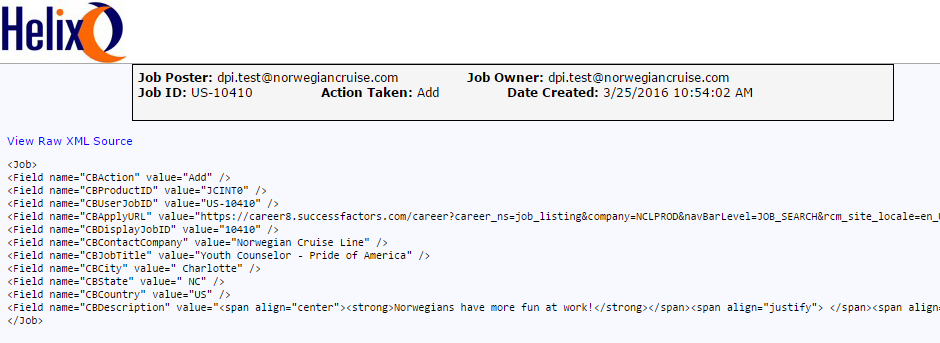 HelixQ
Job Poster: dpi.test@norwegiancruise.com Job Owner: dpi.test@norwegiancruise.com
Job ID: US-10410 Action Taken: Add Date Created: 3/25/2016 10:54:02 AM
View Raw XML Source
<Job>
<Field name="CBAction" value="Add" />
<Field name="CBProductID" value="JCINT0" />
<Field name="CBUserJobID" value="US-10410" />
<Field name="CBApplyURL" value="https://career8.successfactors.com/career?career_ns=job_listing&company=NCLPROD&navBarLevel=JOB_SEARCH&rcm_site_locale=en_U
<Field name="CBDisplayJobID" value="10410" />
<Field name="CBContactCompany" value="Norwegian Cruise Line" />
<Field name="CBJobTitle" value="Youth Counselor - Pride of America" />
<Field name="CBCity" value=" Charlotte" />
<Field name="CBState" value=" NC" />
<Field name="CBCountry" value="US" />
<Field name="CBDescription" value="<span align="center"><strong>Norwegians have more fun at work!</strong></span><span align="justify"> </span><span align=
</Job>